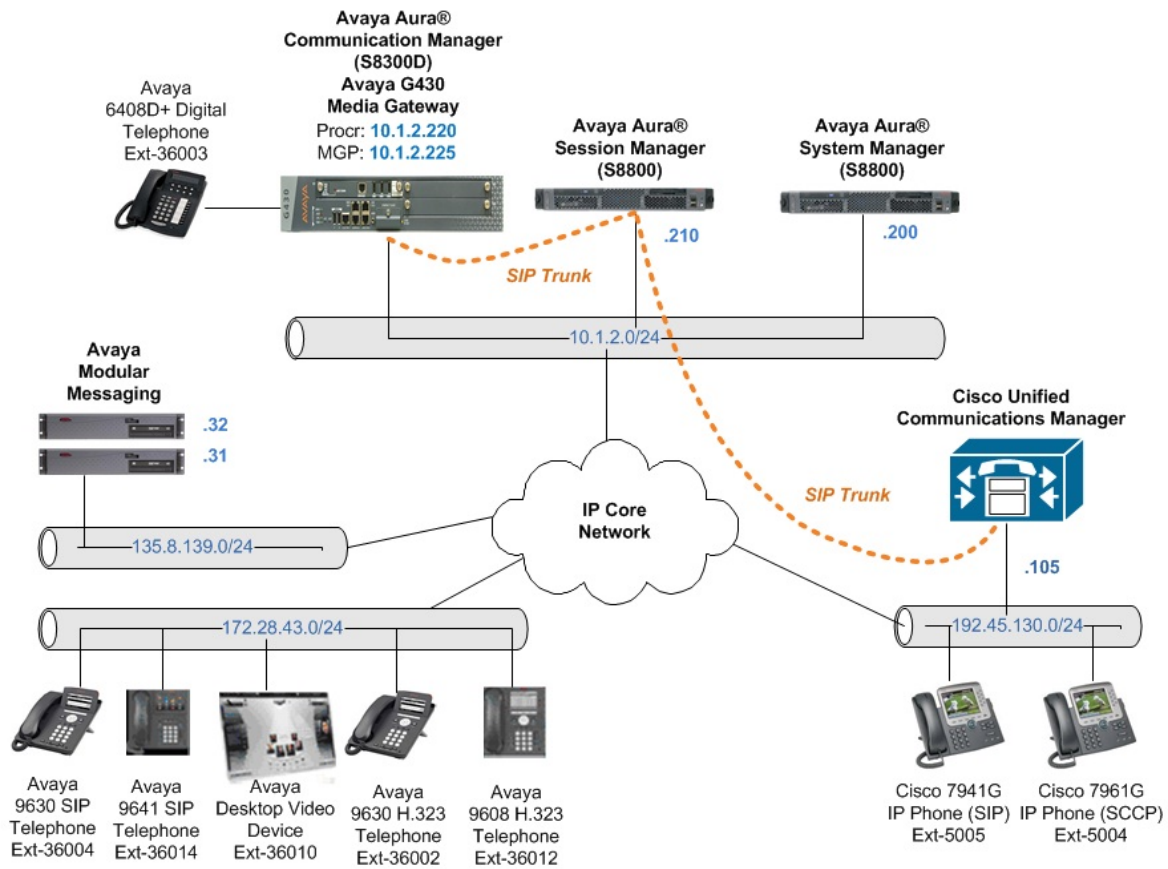 Avaya Aura®
Communication Manager
(S8300D)
Avaya G430
Media Gateway
Procr: 10.1.2.220
MGP: 10.1.2.225
Avaya
6408D+ Digital
Telephone
Ext-36003
G430
AVAYA
Avaya Aura®
Session Manager
(S8800)
.210
Avaya Aura®
System Manager
(S8800)
.200
SIP Trunk
10.1.2.0/24
Avaya
Modular
Messaging
.32
.31
Cisco Unified
Communications Manager
SIP Trunk
.105
IP Core
Network
135.8.139.0/24
172.28.43.0/24
192.45.130.0/24
Avaya
9630 SIP
Telephone
Ext-36004
Avaya
9641 SIP
Telephone
Ext-36014
Avaya
Desktop Video
Device
Ext-36010
Avaya
9630 H.323
Telephone
Ext-36002
Avaya
9608 H.323
Telephone
Ext-36012
Cisco 7941G
IP Phone (SIP)
Ext-5005
Cisco 7961G
IP Phone (SCCP)
Ext-5004